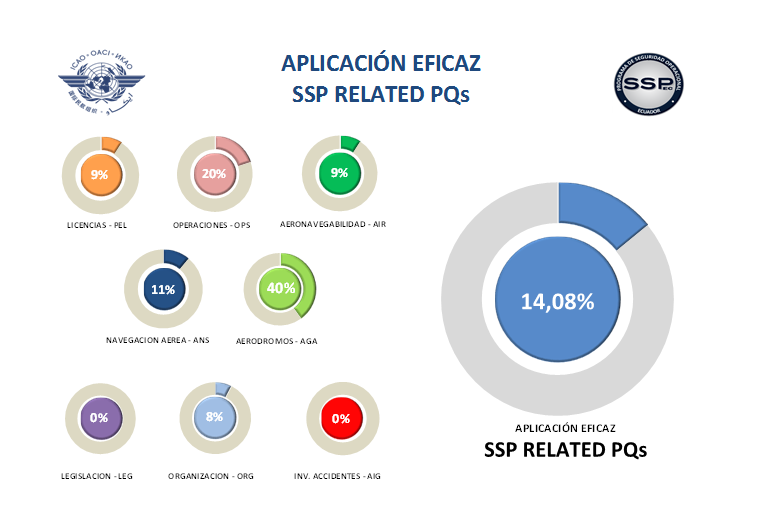 APLICACIÓN EFICAZ
SSP RELATED PQs
ICAO · OACI · ИКАО
PROGRAMA DE SEGURIDAD OPERACIONAL
SSP
EC
ECUADOR
9%
20%
9%
LICENCIAS - PEL
OPERACIONES - OPS
AERONAVEGABILIDAD - AIR
11%
40%
NAVEGACION AEREA - ANS
AERODROMOS - AGA
14,08%
0%
8%
0%
LEGISLACION - LEG
ORGANIZACION - ORG
INV. ACCIDENTES - AIG
APLICACIÓN EFICAZ
SSP RELATED PQs